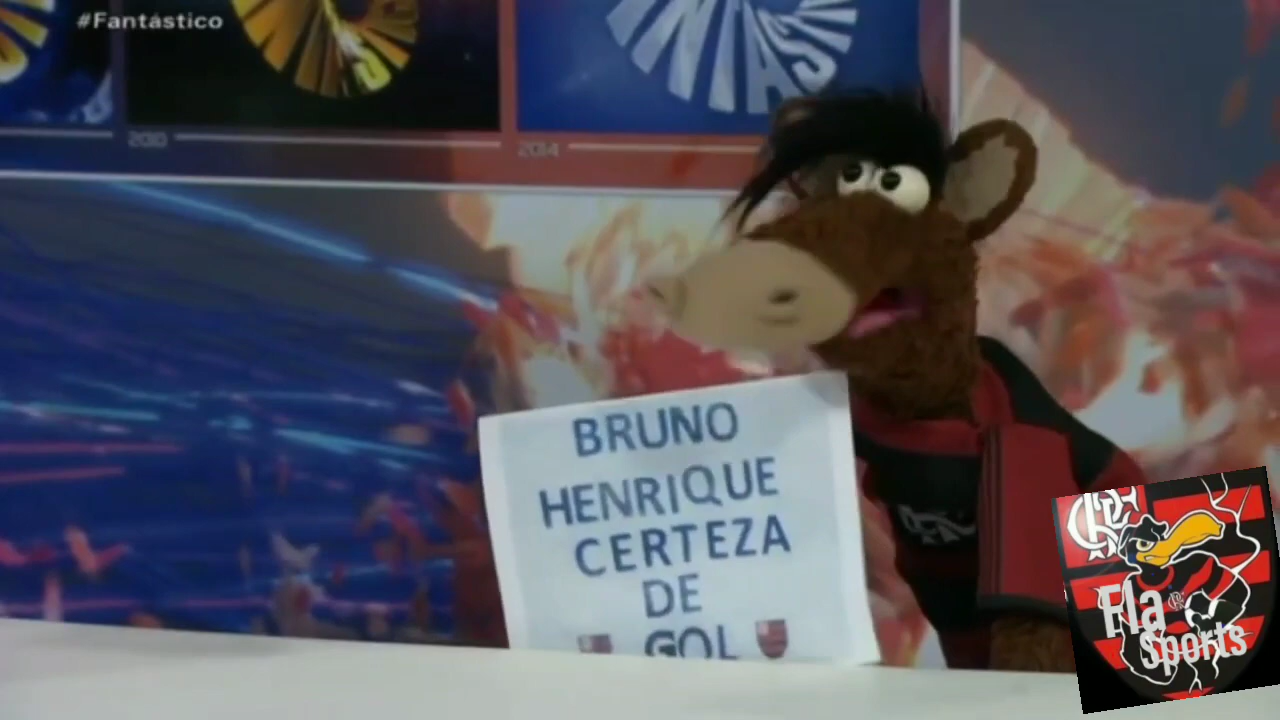 #Fantástico
2010
2014
BRUNO
HENRIQUE
CERTEZA
DE
GOL
Fla
Sports